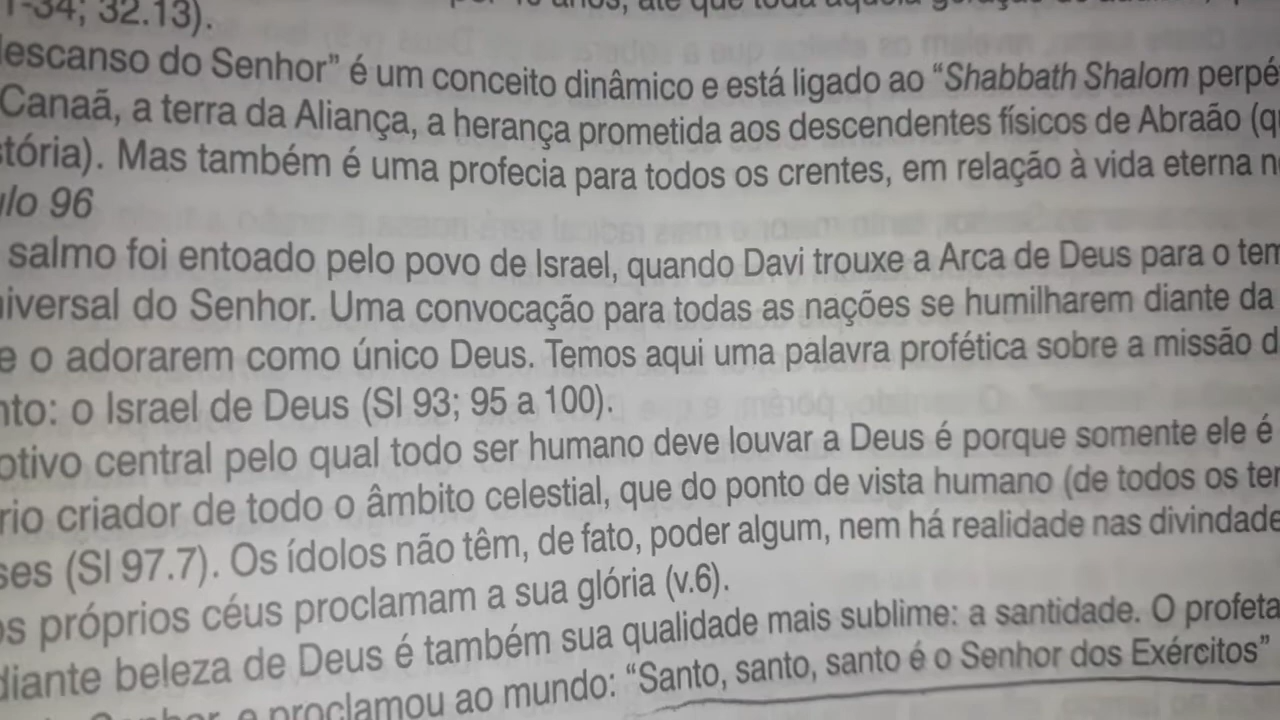 1-34; 32.13).
descanso do Senhor” é um conceito dinâmico e está ligado ao “Shabbath Shalom perpé
Canaã, a terra da Aliança, a herança prometida aos descendentes físicos de Abraão (q
stória). Mas também é uma profecia para todos os crentes, em relação à vida eterna n
ulo 96
salmo foi entoado pelo povo de Israel, quando Davi trouxe a Arca de Deus para o tem
niversal do Senhor. Uma convocação para todas as nações se humilharem diante da
e o adorarem como único Deus. Temos aqui uma palavra profética sobre a missão d
nto: o Israel de Deus (Sl 93; 95 a 100).
otivo central pelo qual todo ser humano deve louvar a Deus é porque somente ele é
rio criador de todo o âmbito celestial, que do ponto de vista humano (de todos os tem
ses (Sl 97.7). Os ídolos não têm, de fato, poder algum, nem há realidade nas divindade
os próprios céus proclamam a sua glória (v.6).
diante beleza de Deus é também sua qualidade mais sublime: a santidade. O profeta
Senhor, e proclamou ao mundo: “Santo, santo, santo é o Senhor dos Exércitos”